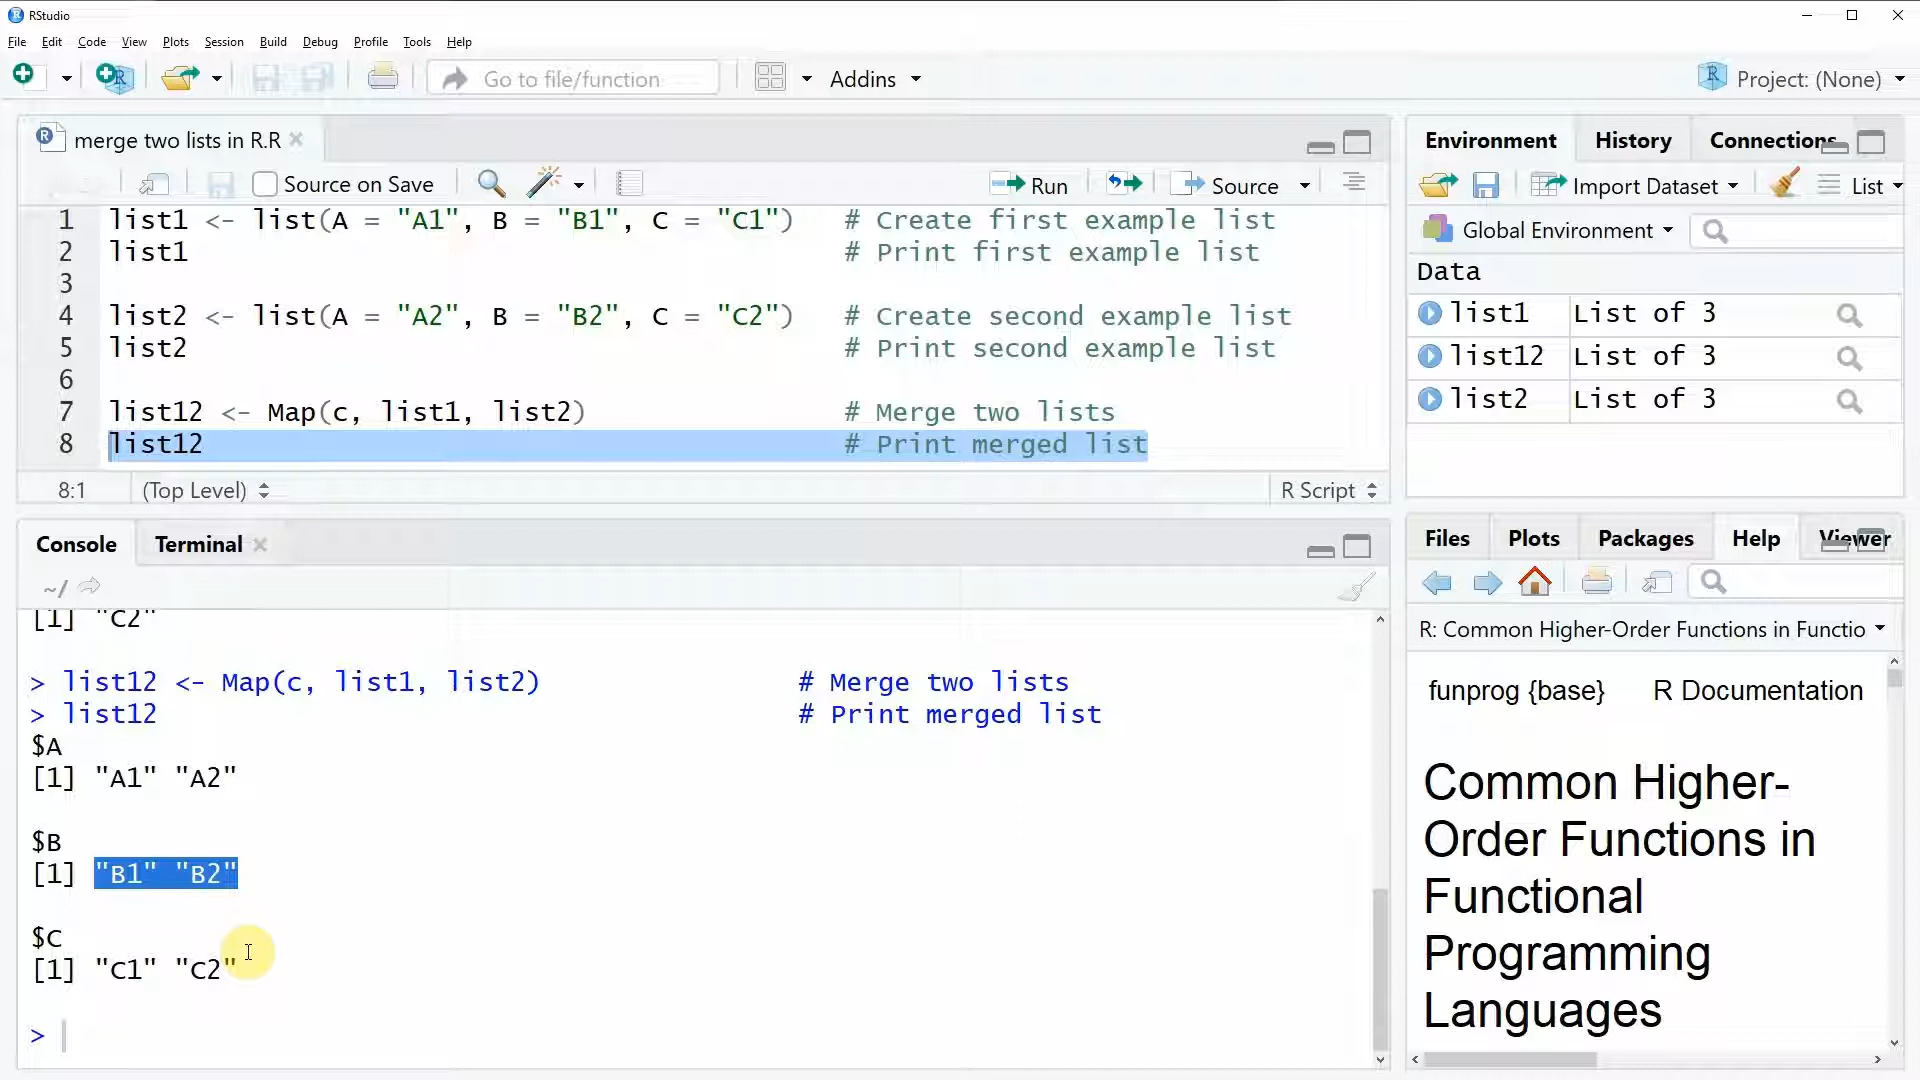 RStudio
File Edit Code View Plots Session Build Debug Profile Tools Help
Go to file/function Addins Project: (None)
merge two lists in R.R
Source on Save Run Source
1 list1 <- list(A = "A1", B = "B1", C = "C1") # Create first example list
2 list1 # Print first example list
3
4 list2 <- list(A = "A2", B = "B2", C = "C2") # Create second example list
5 list2 # Print second example list
6
7 list12 <- Map(c, list1, list2) # Merge two lists
8 list12 # Print merged list
8:1 (Top Level) R Script
Console Terminal
~/
[1] "C2"
> list12 <- Map(c, list1, list2) # Merge two lists
> list12 # Print merged list
$A
[1] "A1" "A2"
$B
[1] "B1" "B2"
$C
[1] "C1" "C2"
>
Environment History Connections
Import Dataset List
Global Environment
Data
list1 List of 3
list12 List of 3
list2 List of 3
Files Plots Packages Help Viewer
R: Common Higher-Order Functions in Functio
funprog {base} R Documentation
Common Higher-
Order Functions in
Functional
Programming
Languages